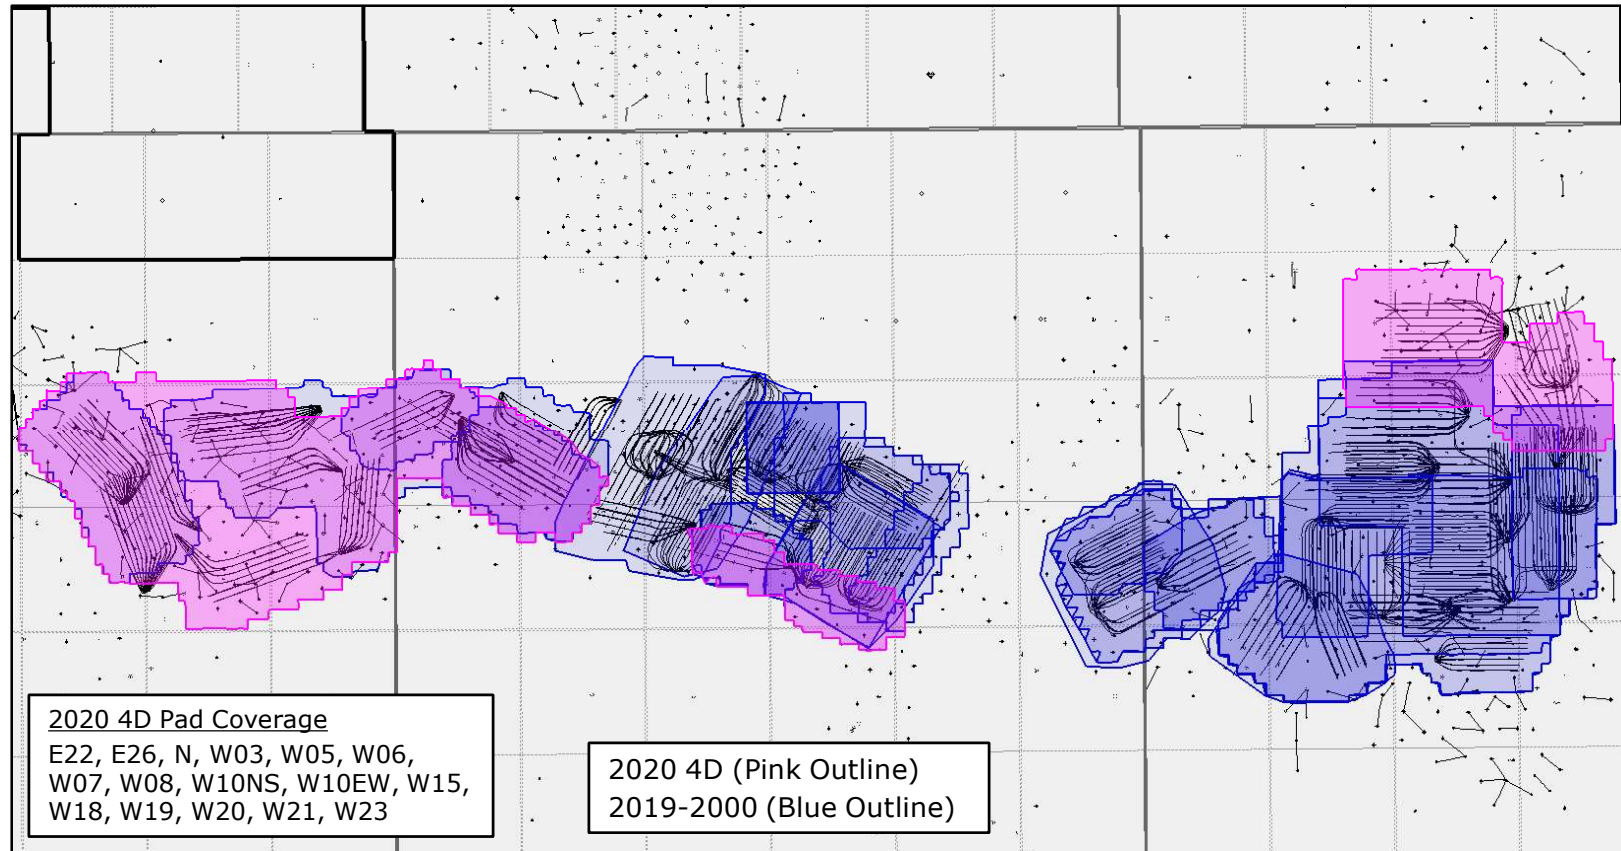 2020 4D Pad Coverage
E22, E26, N, W03, W05, W06,
W07, W08, W10NS, W10EW, W15,
W18, W19, W20, W21, W23
2020 4D (Pink Outline)
2019-2000 (Blue Outline)